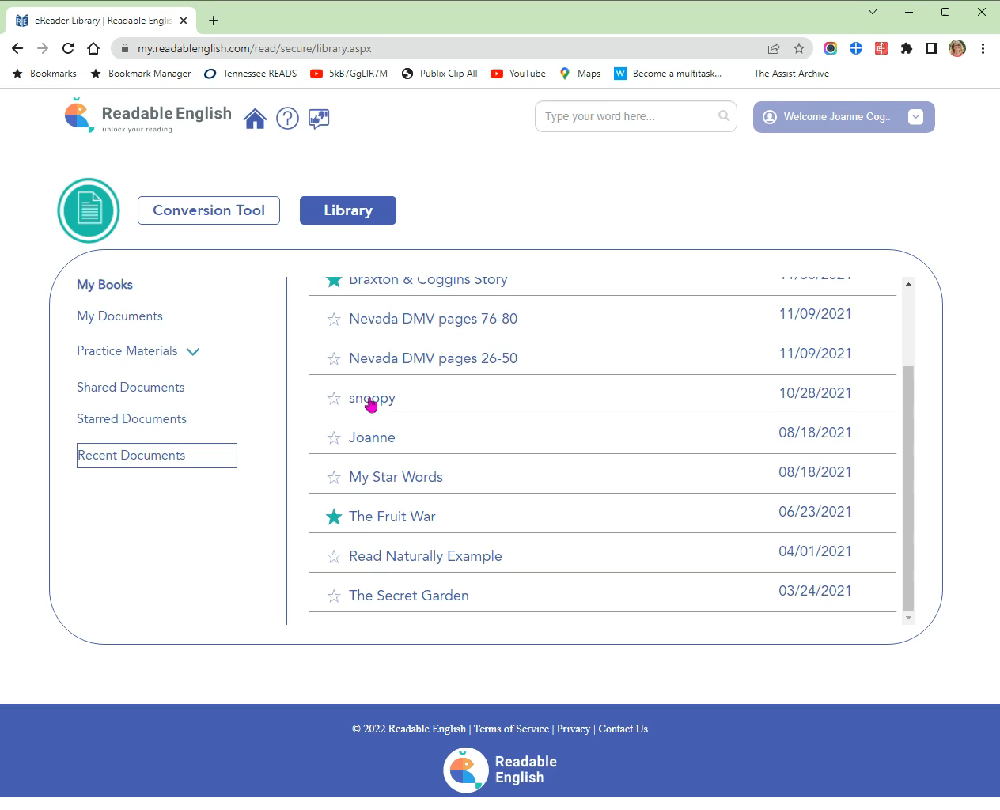 eReader Library | Readable Englis
my.readablenglish.com/read/secure/library.aspx
Bookmarks
Bookmark Manager
Tennessee READS
5kB7GgLIR7M
Publix Clip All
YouTube
Maps
W
Become a multitask...
The Assist Archive
Readable English
unlock your reading
?
Type your word here...
Welcome Joanne Cog..
Conversion Tool
Library
My Books
My Documents
Practice Materials
Shared Documents
Starred Documents
Recent Documents
Braxton & Coggins Story 11/30/2021
Nevada DMV pages 76-80 11/09/2021
Nevada DMV pages 26-50 11/09/2021
snoopy 10/28/2021
Joanne 08/18/2021
My Star Words 08/18/2021
The Fruit War 06/23/2021
Read Naturally Example 04/01/2021
The Secret Garden 03/24/2021
© 2022 Readable English | Terms of Service | Privacy | Contact Us
Readable
English